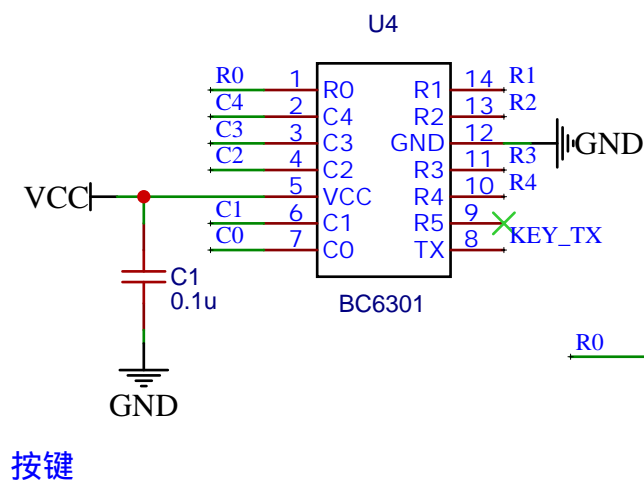 U4
R0 1 R0 R1 14 R1
C4 2 C4 R2 13 R2
C3 3 C3 GND 12 GND
C2 4 C2 R3 11 R3
VCC 5 VCC R4 10 R4
C1 6 C1 R5 9
C0 7 C0 TX 8 KEY_TX
C1
0.1u
BC6301
R0
GND
按键